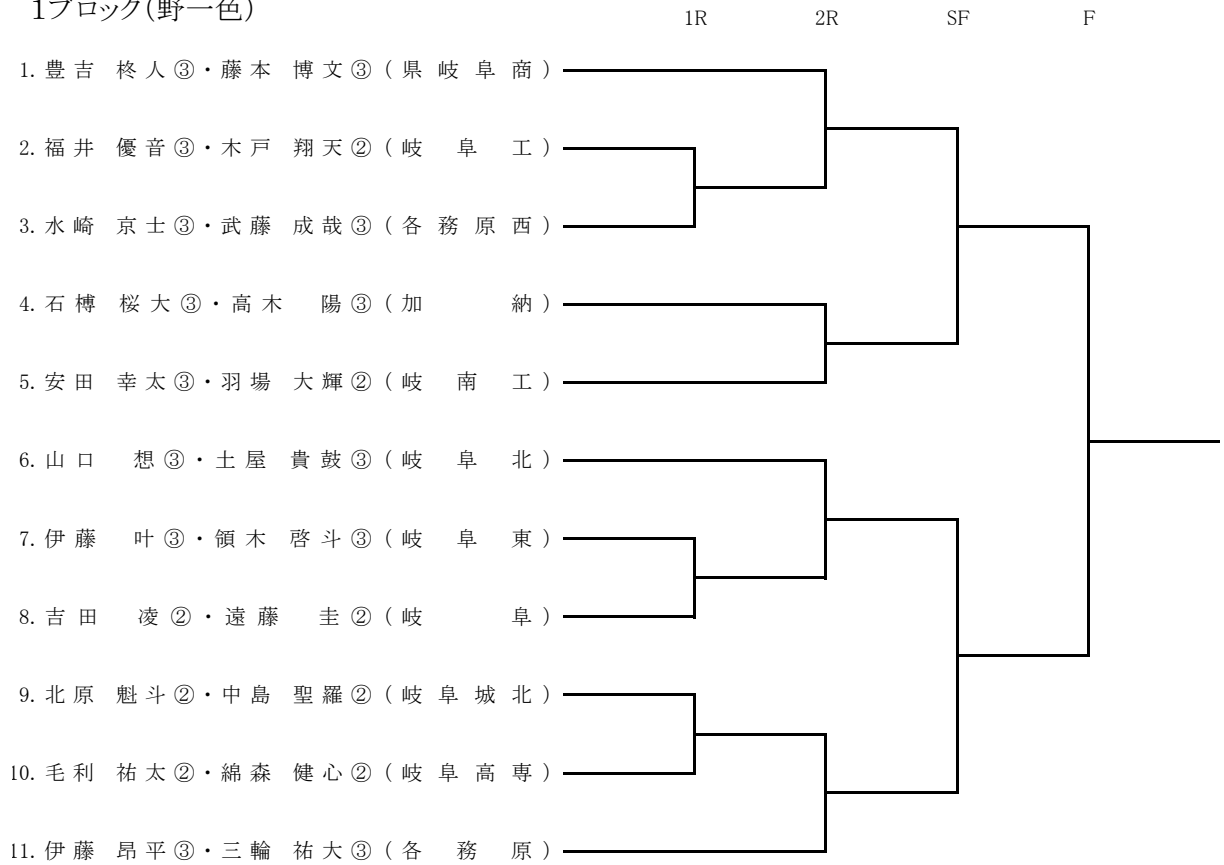 1ブロック(野一色)
1R 2R SF F
1. 豊吉 柊人③・藤本 博文③(県岐阜商)
2. 福井 優音③・木戸 翔天②(岐阜工)
3. 水崎 京士③・武藤 成哉③(各務原西)
4. 石榑 桜大③・高木 陽③(加納)
5. 安田 幸太③・羽場 大輝②(岐南工)
6. 山口 想③・土屋 貴鼓③(岐阜北)
7. 伊藤 叶③・領木 啓斗③(岐阜東)
8. 吉田 凌②・遠藤 圭②(岐阜)
9. 北原 魁斗②・中島 聖羅②(岐阜城北)
10. 毛利 祐太②・綿森 健心②(岐阜高専)
11. 伊藤 昂平③・三輪 祐大③(各務原)